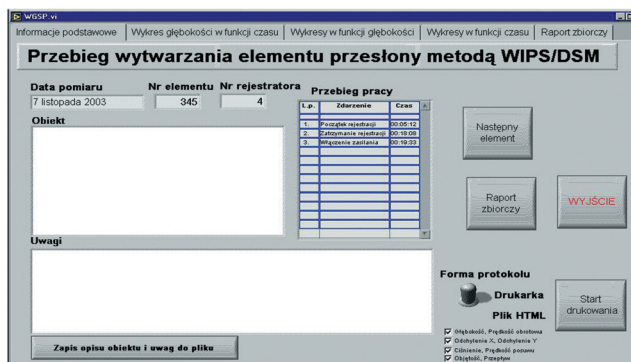 WGSP.vi
Informacje podstawowe Wykres głębokości w funkcji czasu Wykresy w funkcji głębokości Wykresy w funkcji czasu Raport zbiorczy
Przebieg wytwarzania elementu przesłony metodą WIPS/DSM
Data pomiaru Nr elementu Nr rejestratora Przebieg pracy
7 listopada 2003 345 4
L.p. Zdarzenie Czas
1. Początek rejestracji 00:05:12
2. Zatrzymanie rejestracji 00:18:08
3. Włączenie zasilania 00:19:33
Obiekt
Następny
element
Raport
zbiorczy
WYJŚCIE
Uwagi
Forma protokołu
Drukarka
Plik HTML
Start
drukowania
Głębokość, Prędkość obrotowa
Odchylenie X, Odchylenie Y
Ciśnienie, Prędkość posuwu
Objętość, Przepływ
Zapis opisu obiektu i uwag do pliku